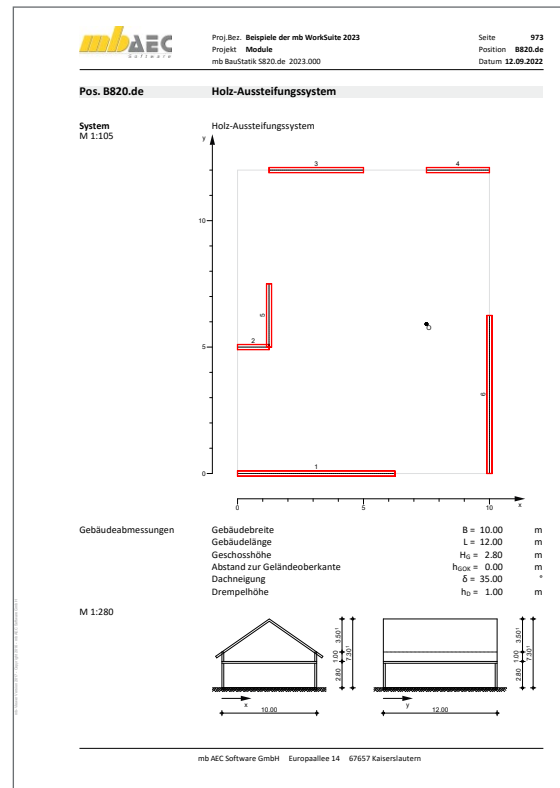 mbAEC
Software
Proj.Bez. Beispiele der mb WorkSuite 2023
Projekt Module
mb BauStatik S820.de 2023.000
Seite 973
Position B820.de
Datum 12.09.2022
Pos. B820.de Holz-Aussteifungssystem
System Holz-Aussteifungssystem
M 1:105
y
3 4
10
5
2
5
6
1
0
0 5 10 x
Gebäudeabmessungen Gebäudebreite B = 10.00 m
Gebäudelänge L = 12.00 m
Geschosshöhe H_G = 2.80 m
Abstand zur Geländeoberkante h_GOK = 0.00 m
Dachneigung δ = 35.00 °
Drempelhöhe h_D = 1.00 m
M 1:280
2.80 1.00 3.50¹
7.30¹
x
10.00
2.80 1.00 3.50¹
7.30¹
y
12.00
mb AEC Software GmbH Europaallee 14 67657 Kaiserslautern